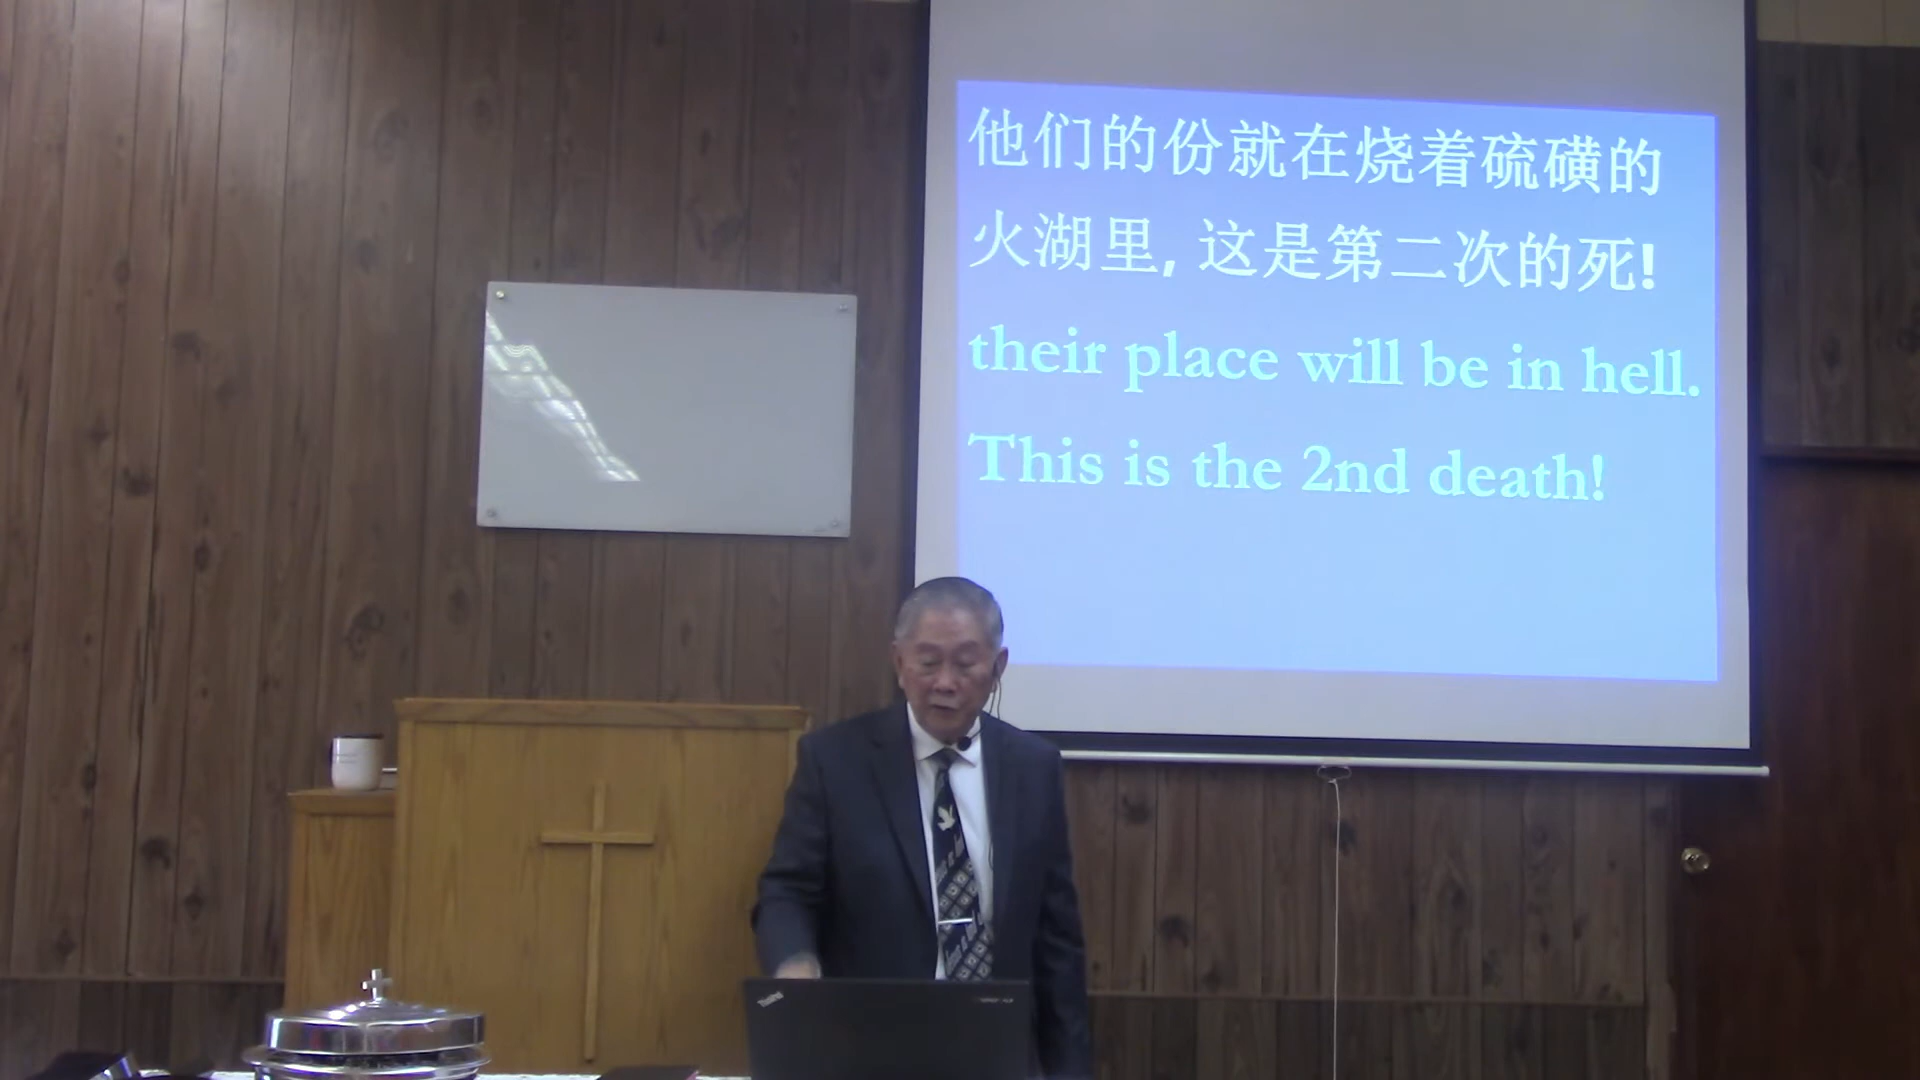 他们的份就在烧着硫磺的
火湖里, 这是第二次的死!
their place will be in hell.
This is the 2nd death!
ThinkPad